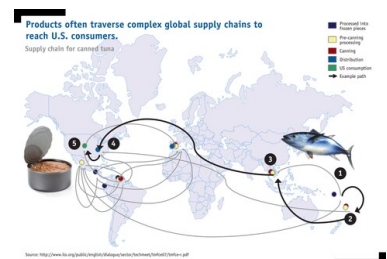 Products often traverse complex global supply chains to
reach U.S. consumers.
Supply chain for canned tuna
Processed into
frozen pieces
Pre-canning
processing
Canning
Distribution
US consumption
Example path
5
4
3
1
2